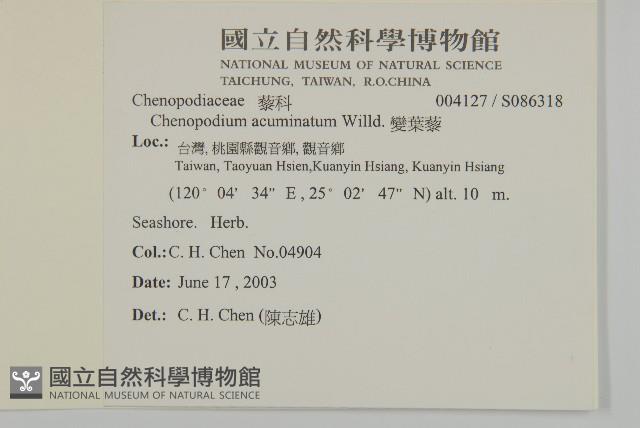 國立自然科學博物館
NATIONAL MUSEUM OF NATURAL SCIENCE
TAICHUNG, TAIWAN, R.O.CHINA
Chenopodiaceae 藜科 004127 / S086318
Chenopodium acuminatum Willd. 變葉藜
Loc.: 台灣, 桃園縣觀音鄉, 觀音鄉
Taiwan, Taoyuan Hsien,Kuanyin Hsiang, Kuanyin Hsiang
(120° 04' 34" E , 25° 02' 47" N) alt. 10 m.
Seashore. Herb.
Col.: C. H. Chen No.04904
Date: June 17 , 2003
Det.: C. H. Chen (陳志雄)
國立自然科學博物館
NATIONAL MUSEUM OF NATURAL SCIENCE